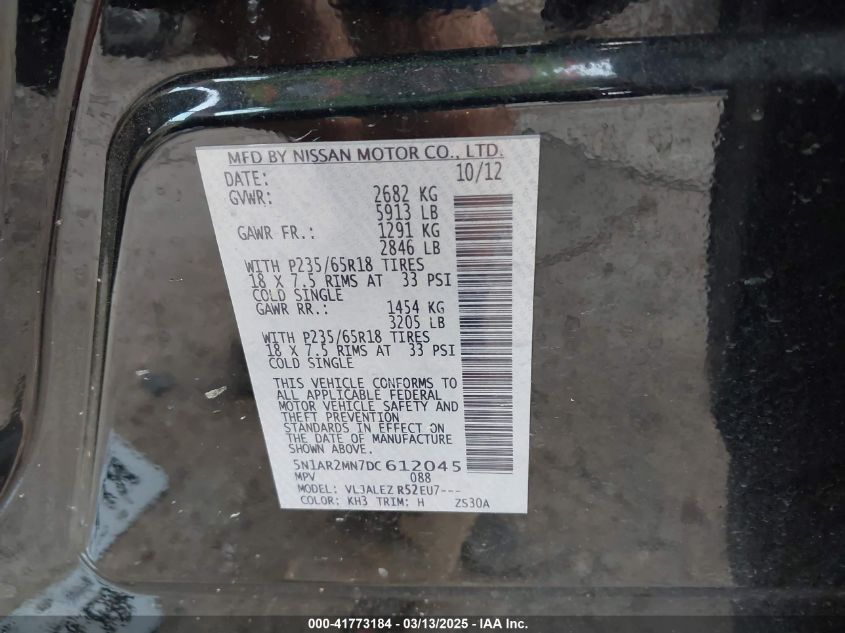 MFD BY NISSAN MOTOR CO., LTD.
DATE: 10/12
GVWR: 2682 KG
5913 LB
GAWR FR.: 1291 KG
2846 LB
WITH P235/65R18 TIRES
18 X 7.5 RIMS AT 33 PSI
COLD SINGLE
GAWR RR.: 1454 KG
3205 LB
WITH P235/65R18 TIRES
18 X 7.5 RIMS AT 33 PSI
COLD SINGLE
THIS VEHICLE CONFORMS TO
ALL APPLICABLE FEDERAL
MOTOR VEHICLE SAFETY AND
THEFT PREVENTION
STANDARDS IN EFFECT ON
THE DATE OF MANUFACTURE
SHOWN ABOVE.
5N1AR2MN7DC612045
MPV 088
MODEL: VLJALEZ R52EU7---
COLOR: KH3 TRIM: H ZS30A
000-41773184 - 03/13/2025 - IAA Inc.